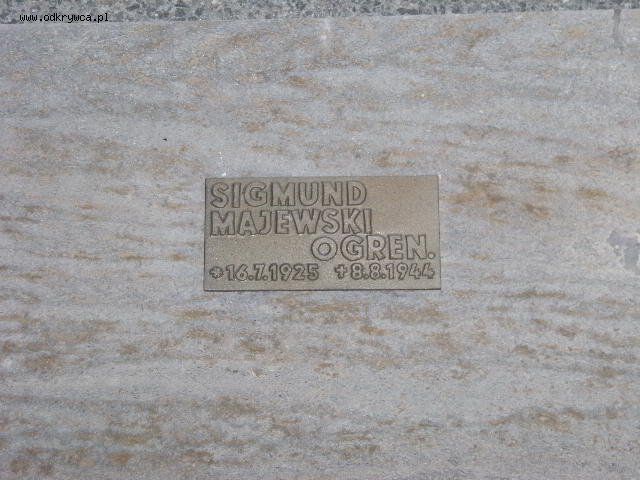 www.odkrywca.pl
SIGMUND
MAJEWSKI
OGREN.
+16.7.1925 +8.8.1944